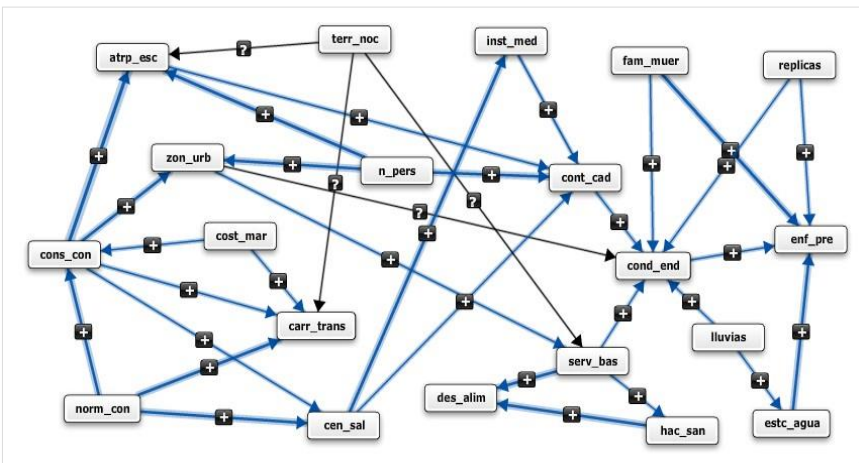 terr_noc
inst_med
atrp_esc
?
fam_muer
replicas
+
+
+
+
+
zon_urb
+
+
+
+
n_pers
+
cont_cad
?
+
?
?
+
cost_mar
+
+
enf_pre
cons_con
+
+
cond_end
+
+
+
+
+
carr_trans
+
+
+
+
+
lluvias
serv_bas
+
+
+
des_alim
+
norm_con
+
+
cen_sal
hac_san
estc_agua